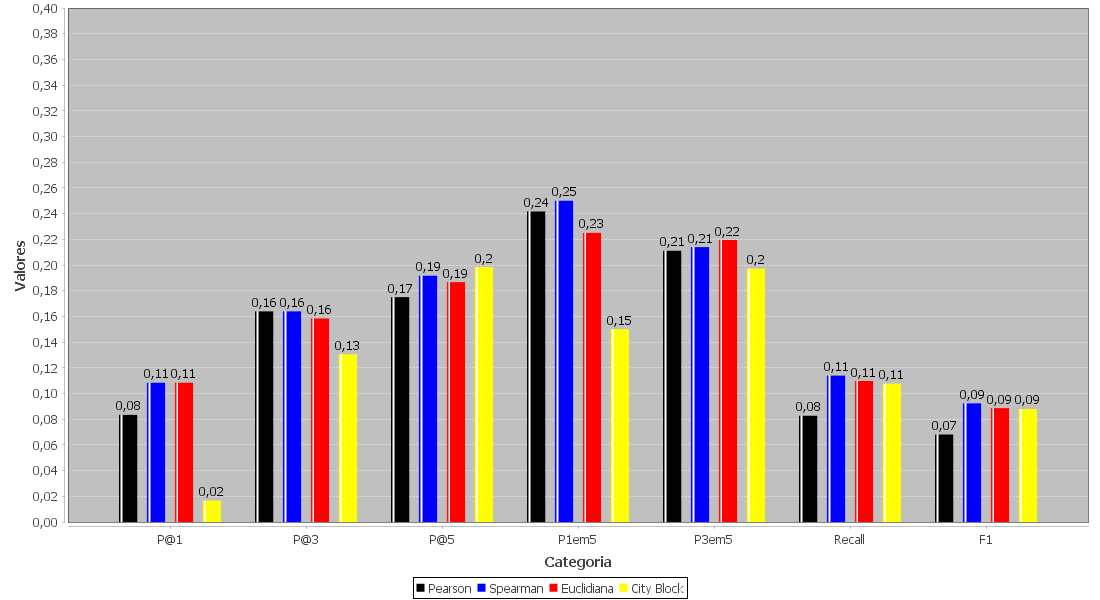 0,40
0,38
0,36
0,34
0,32
0,30
0,28
0,26
0,24
0,22
0,20
0,18
0,16
0,14
0,12
0,10
0,08
0,06
0,04
0,02
0,00
Valores
0,08 0,11 0,11 0,02
0,16 0,16 0,16 0,13
0,17 0,19 0,19 0,2
0,24 0,25 0,23 0,15
0,21 0,21 0,22 0,2
0,08 0,11 0,11 0,11
0,07 0,09 0,09 0,09
P@1 P@3 P@5 P1em5 P3em5 Recall F1
Categoria
Pearson Spearman Euclidiana City Block